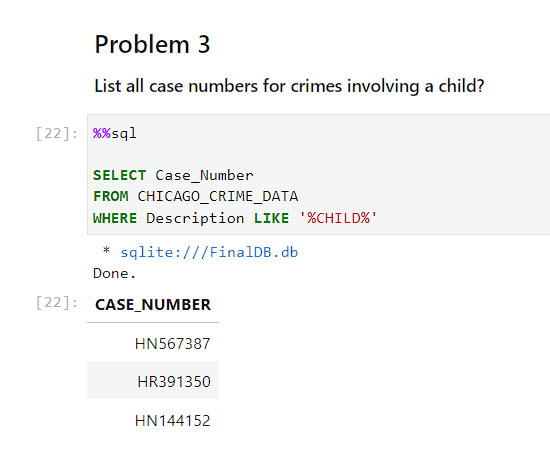 Problem 3
List all case numbers for crimes involving a child?
[22]: %%sql
SELECT Case_Number
FROM CHICAGO_CRIME_DATA
WHERE Description LIKE '%CHILD%'
* sqlite:///FinalDB.db
Done.
[22]: CASE_NUMBER
HN567387
HR391350
HN144152